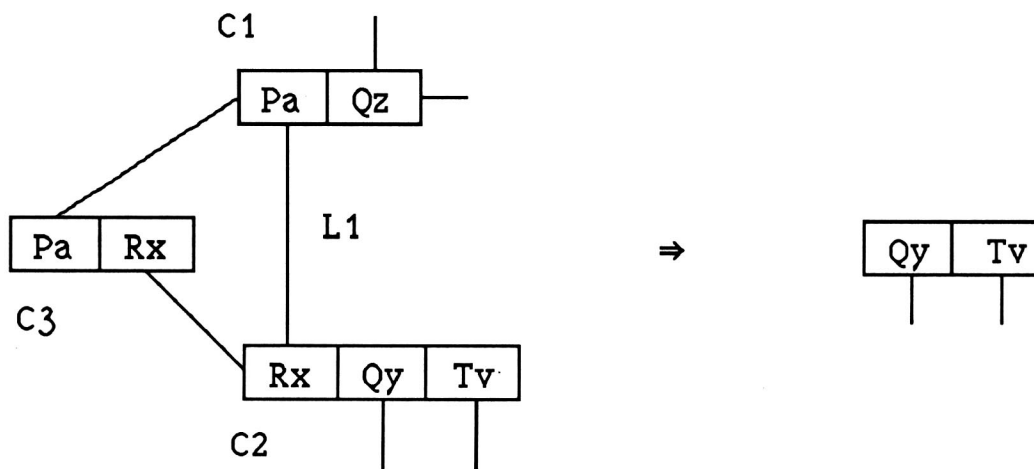 C1
Pa Qz
L1
Pa Rx
⇒
Qy Tv
C3
Rx Qy Tv
C2